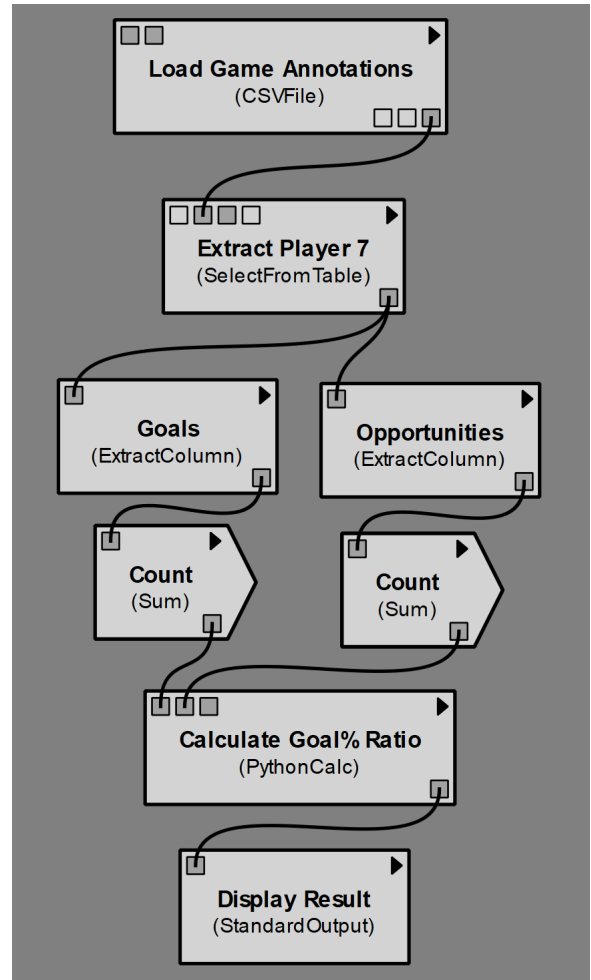 Load Game Annotations
(CSVFile)
Extract Player 7
(SelectFromTable)
Goals
(ExtractColumn)
Opportunities
(ExtractColumn)
Count
(Sum)
Count
(Sum)
Calculate Goal% Ratio
(PythonCalc)
Display Result
(StandardOutput)